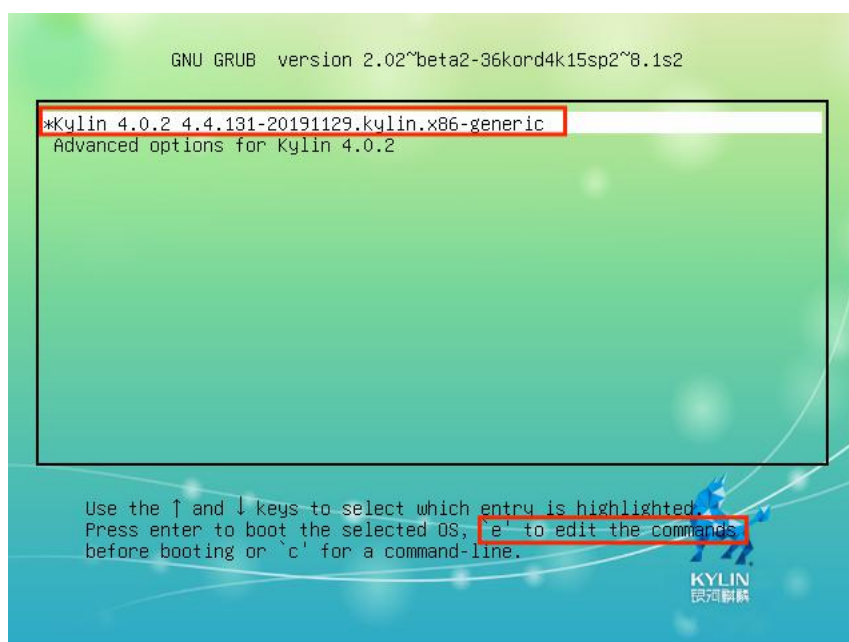 GNU GRUB version 2.02~beta2-36kord4k15sp2~8.1s2
*Kylin 4.0.2 4.4.131-20191129.kylin.x86-generic
Advanced options for Kylin 4.0.2
Use the ↑ and ↓ keys to select which entry is highlighted.
Press enter to boot the selected OS, `e' to edit the commands
before booting or `c' for a command-line.
KYLIN
银河麒麟